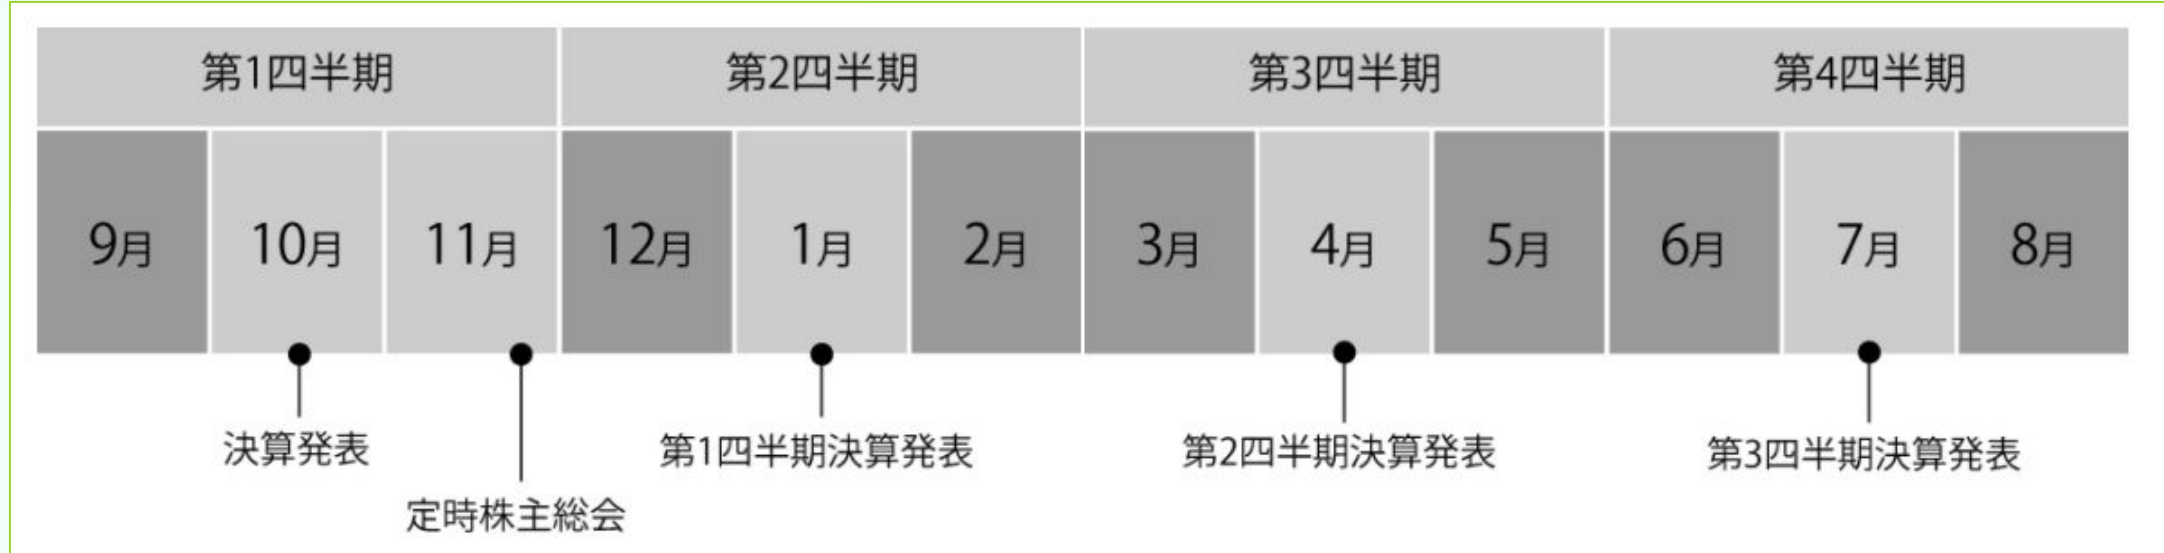 第1四半期 第2四半期 第3四半期 第4四半期
9月 10月 11月 12月 1月 2月 3月 4月 5月 6月 7月 8月
決算発表 第1四半期決算発表 第2四半期決算発表 第3四半期決算発表
定時株主総会